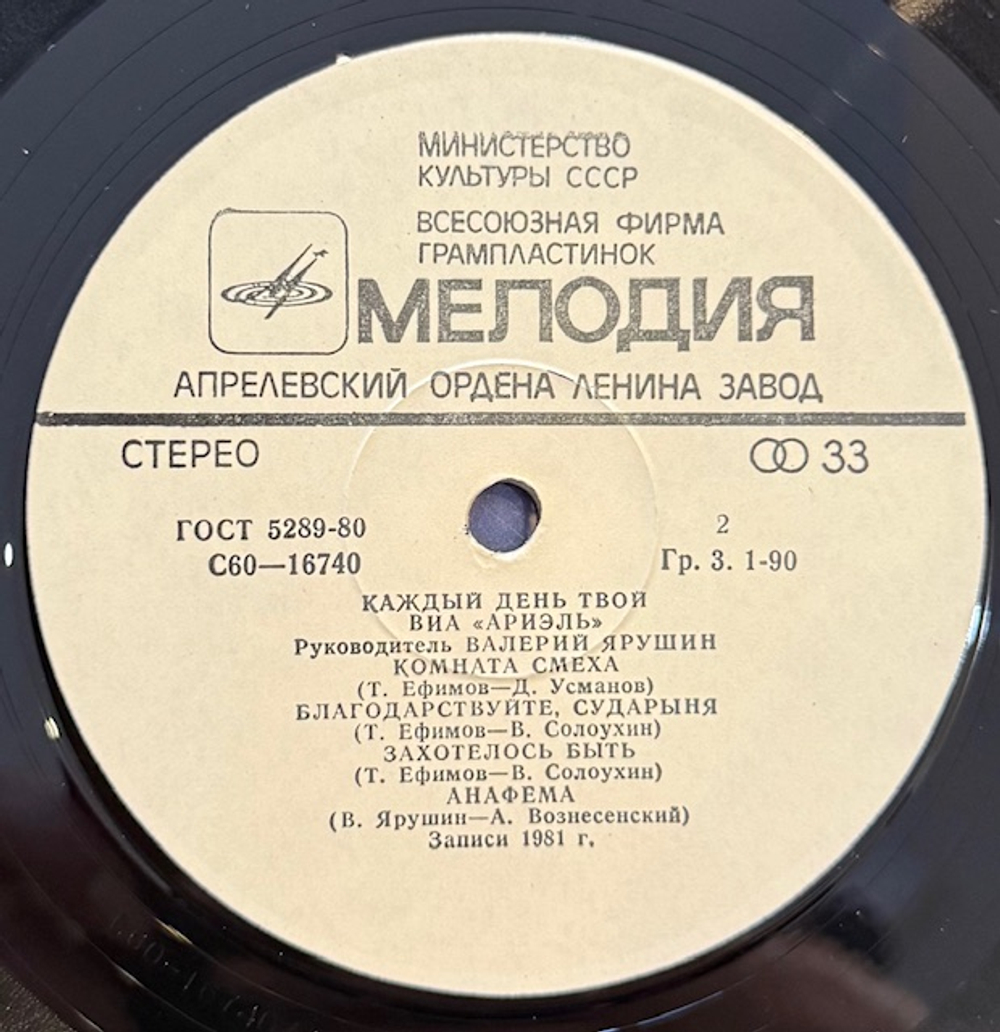 МИНИСТЕРСТВО
КУЛЬТУРЫ СССР
ВСЕСОЮЗНАЯ ФИРМА
ГРАМПЛАСТИНОК
МЕЛОДИЯ
АПРЕЛЕВСКИЙ ОРДЕНА ЛЕНИНА ЗАВОД
СТЕРЕО 33
ГОСТ 5289-80 2
С60—16740 Гр. 3. 1-90
КАЖДЫЙ ДЕНЬ ТВОЙ
ВИА «АРИЭЛЬ»
Руководитель ВАЛЕРИЙ ЯРУШИН
КОМНАТА СМЕХА
(Т. Ефимов—Д. Усманов)
БЛАГОДАРСТВУЙТЕ, СУДАРЫНЯ
(Т. Ефимов—В. Солоухин)
ЗАХОТЕЛОСЬ БЫТЬ
(Т. Ефимов—В. Солоухин)
АНАФЕМА
(В. Ярушин—А. Вознесенский)
Записи 1981 г.